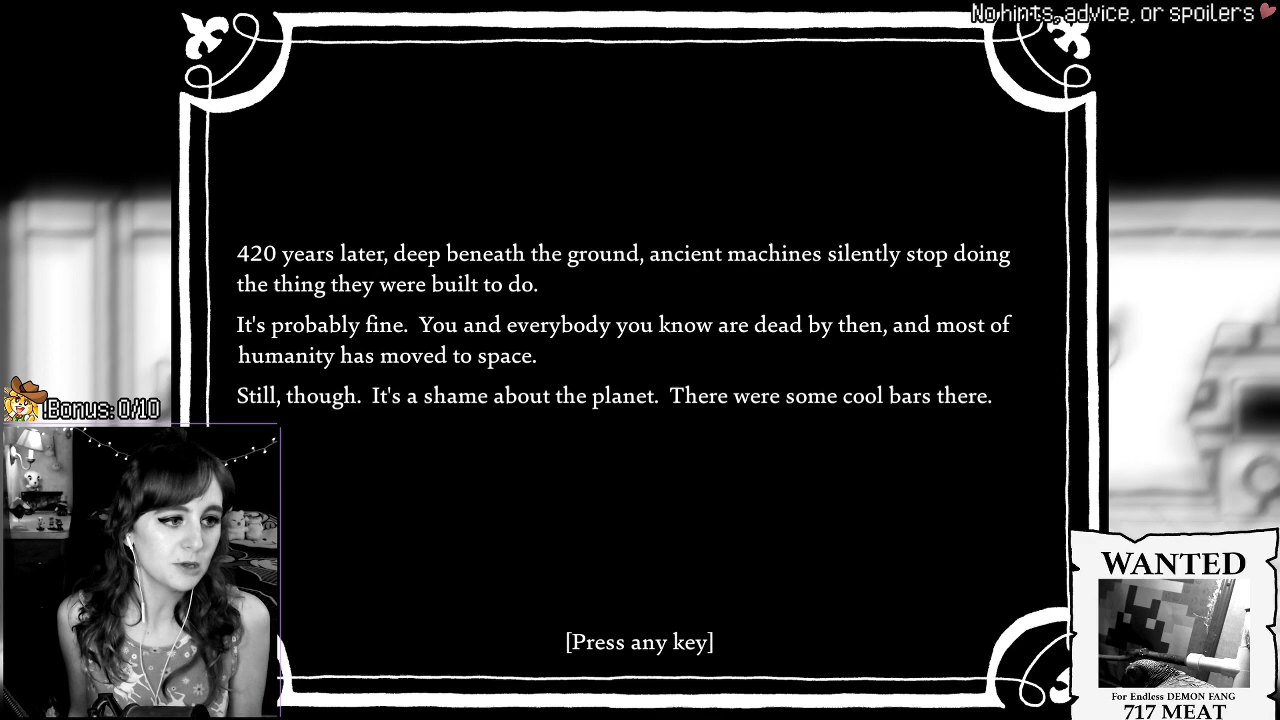 No hints, advice, or spoilers
420 years later, deep beneath the ground, ancient machines silently stop doing
the thing they were built to do.
It's probably fine.  You and everybody you know are dead by then, and most of
humanity has moved to space.
Still, though.  It's a shame about the planet.  There were some cool bars there.
!Bonus: 0/10
[Press any key]
WANTED
For Endless DEMON FANG
717 MEAT